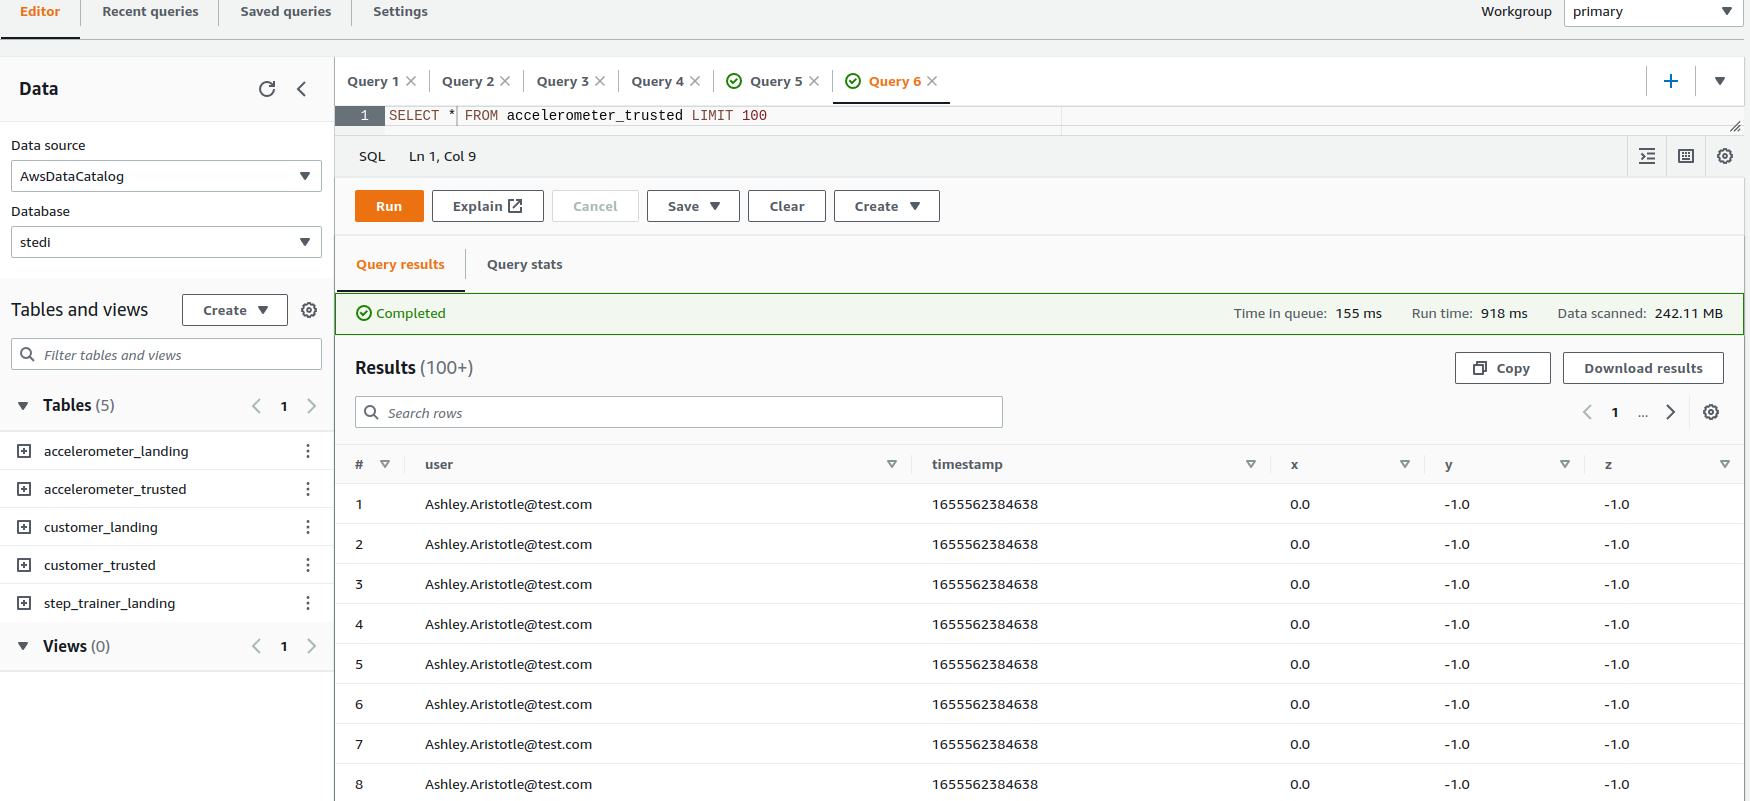 Editor Recent queries Saved queries Settings Workgroup primary
Data
Data source
AwsDataCatalog
Database
stedi
Tables and views Create
Filter tables and views
Tables (5) 1
accelerometer_landing
accelerometer_trusted
customer_landing
customer_trusted
step_trainer_landing
Views (0) 1
Query 1 Query 2 Query 3 Query 4 Query 5 Query 6
1 SELECT * FROM accelerometer_trusted LIMIT 100
SQL Ln 1, Col 9
Run Explain Cancel Save Clear Create
Query results Query stats
Completed Time in queue: 155 ms Run time: 918 ms Data scanned: 242.11 MB
Results (100+) Copy Download results
Search rows 1 ...
# user timestamp x y z
1 Ashley.Aristotle@test.com 1655562384638 0.0 -1.0 -1.0
2 Ashley.Aristotle@test.com 1655562384638 0.0 -1.0 -1.0
3 Ashley.Aristotle@test.com 1655562384638 0.0 -1.0 -1.0
4 Ashley.Aristotle@test.com 1655562384638 0.0 -1.0 -1.0
5 Ashley.Aristotle@test.com 1655562384638 0.0 -1.0 -1.0
6 Ashley.Aristotle@test.com 1655562384638 0.0 -1.0 -1.0
7 Ashley.Aristotle@test.com 1655562384638 0.0 -1.0 -1.0
8 Ashley.Aristotle@test.com 1655562384638 0.0 -1.0 -1.0